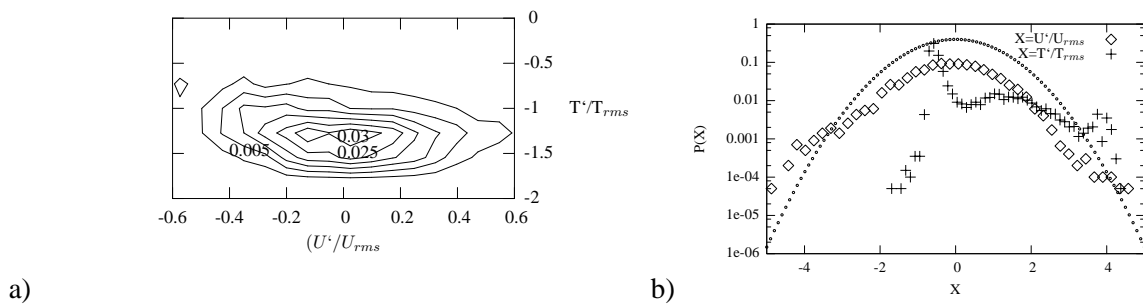 0
-0.5
-1
-1.5
-2
T‘/T_rms
0.03
0.025
0.005
-0.6 -0.4 -0.2 0 0.2 0.4 0.6
(U‘/U_rms
a)
1
0.1
0.01
0.001
1e-04
1e-05
1e-06
P(X)
X=U‘/U_rms
X=T‘/T_rms
-4 -2 0 2 4
X
b)